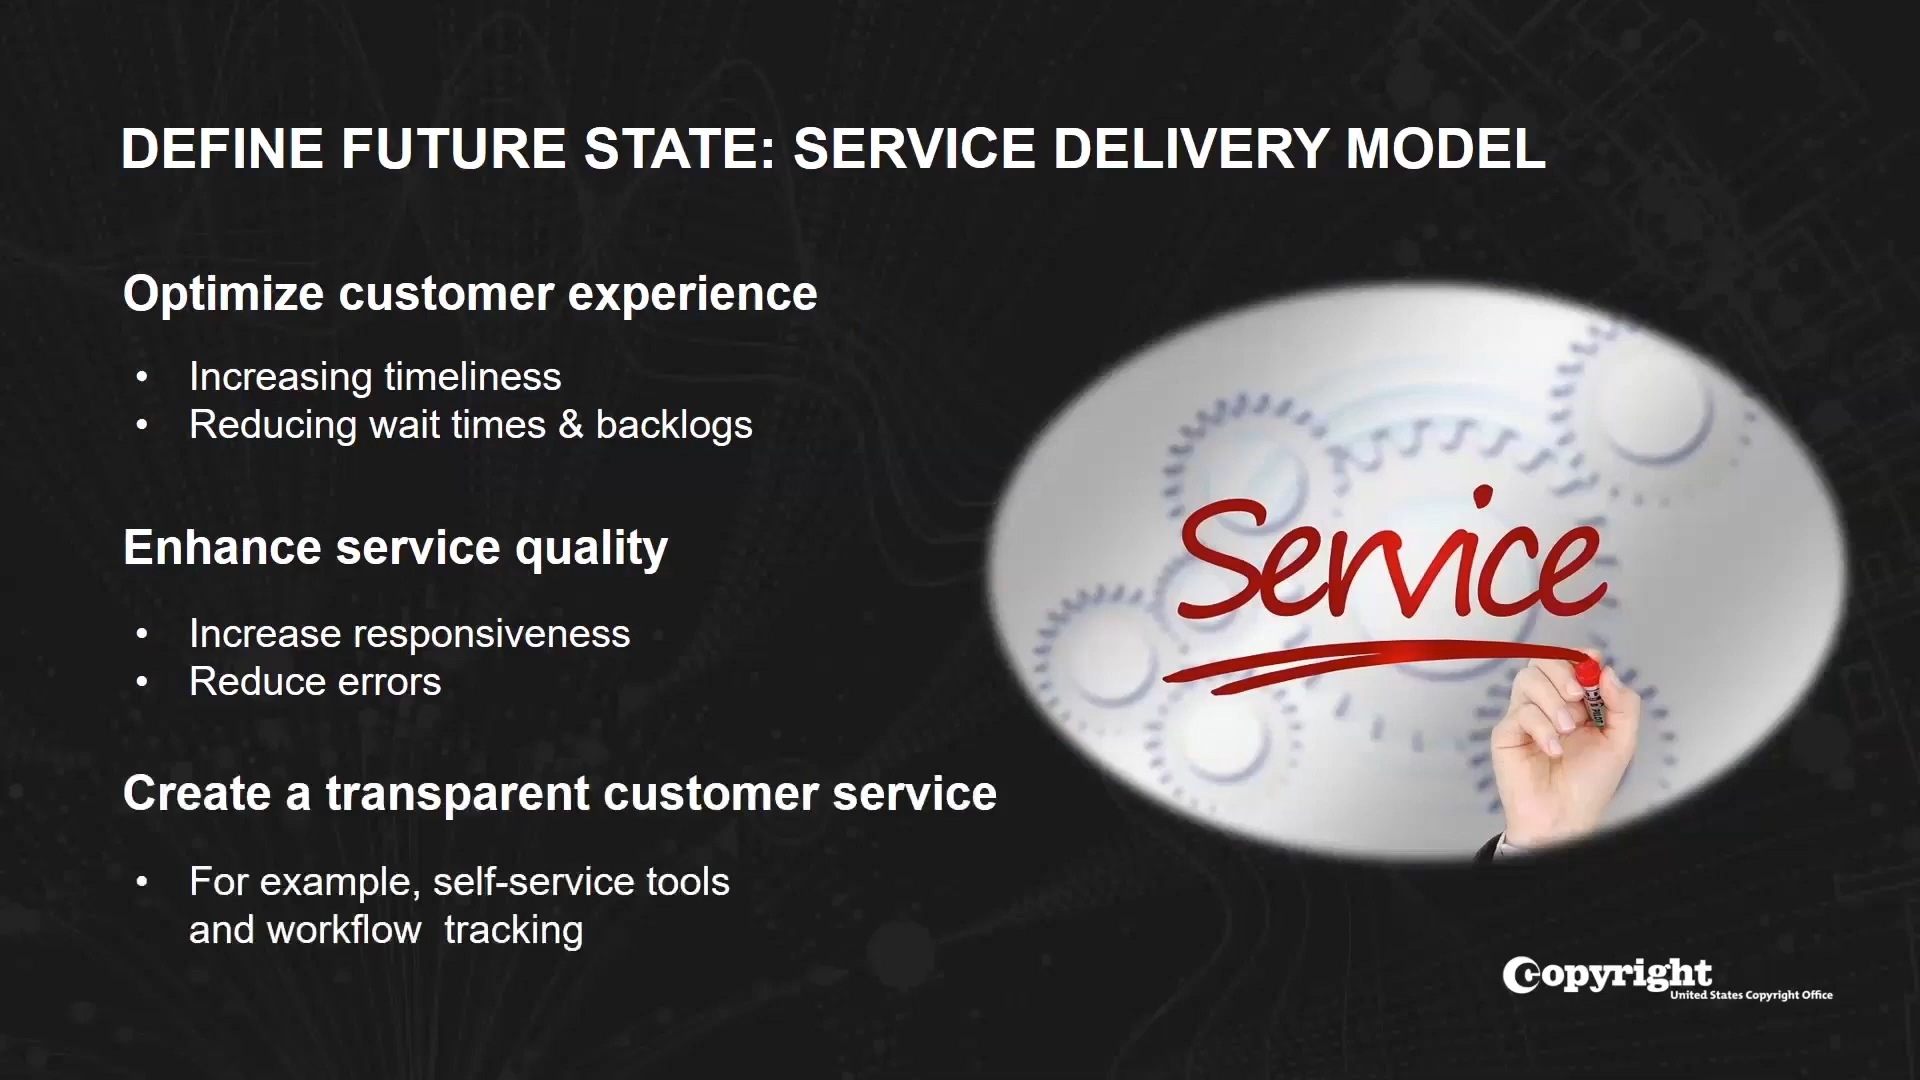 DEFINE FUTURE STATE: SERVICE DELIVERY MODEL
Optimize customer experience
• Increasing timeliness
• Reducing wait times & backlogs
Enhance service quality
• Increase responsiveness
• Reduce errors
Create a transparent customer service
• For example, self-service tools
and workflow  tracking
Service
Copyright
United States Copyright Office